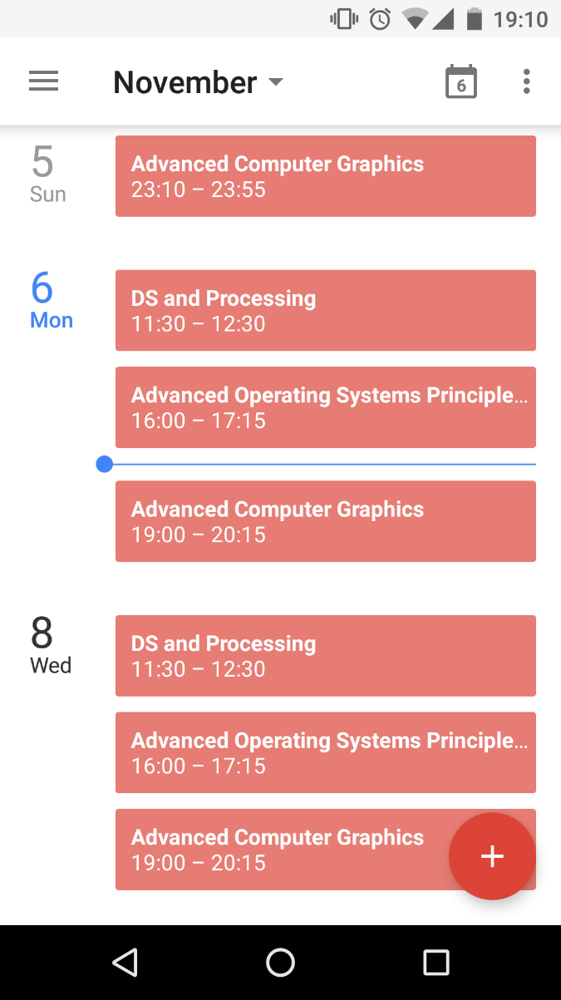 19:10
November
6
5
Sun
Advanced Computer Graphics
23:10 – 23:55
6
Mon
DS and Processing
11:30 – 12:30
Advanced Operating Systems Principle…
16:00 – 17:15
Advanced Computer Graphics
19:00 – 20:15
8
Wed
DS and Processing
11:30 – 12:30
Advanced Operating Systems Principle…
16:00 – 17:15
Advanced Computer Graphics
19:00 – 20:15